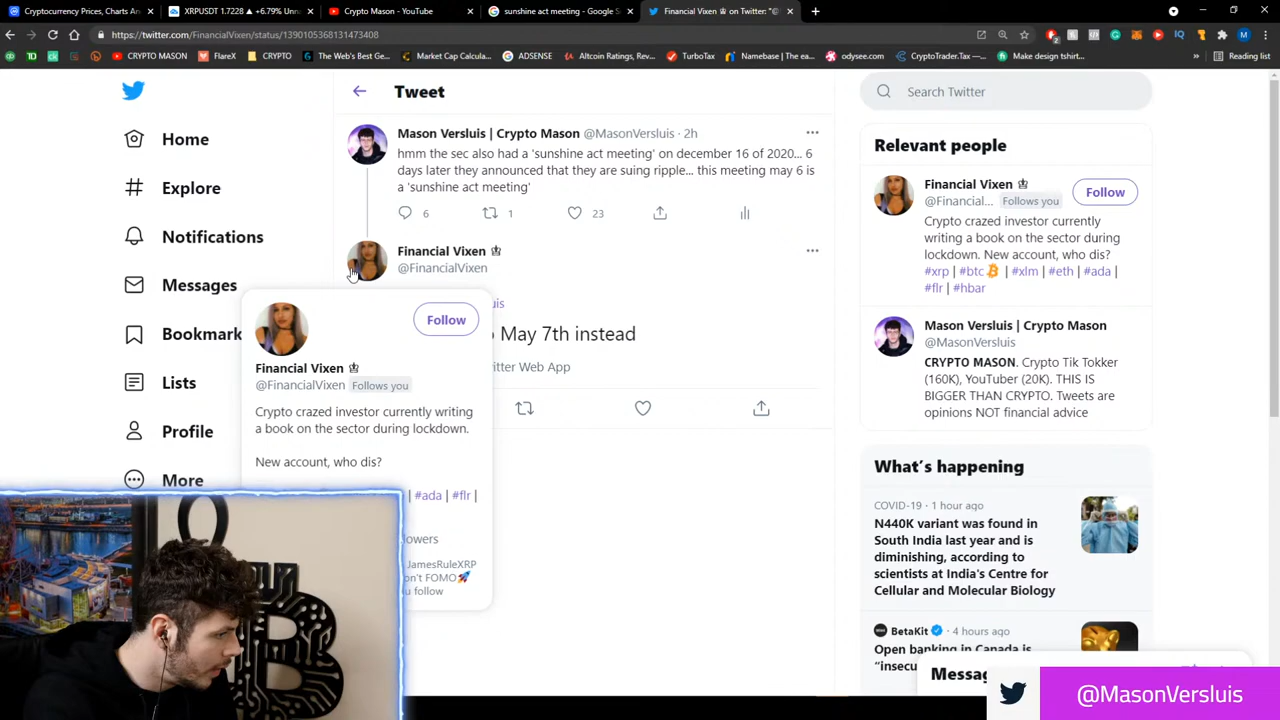 Cryptocurrency Prices, Charts An
XRPUSDT 1.7228 ▲ +6.79% Unna
Crypto Mason - YouTube
sunshine act meeting - Google S
Financial Vixen ♔ on Twitter: "@
https://twitter.com/FinancialVixen/status/1390105368131473408
CRYPTO MASON
FlareX
CRYPTO
The Web's Best Ge...
Market Cap Calcula...
ADSENSE
Altcoin Ratings, Rev...
TurboTax
Namebase | The na...
odysee.com
CryptoTrader.Tax —...
Make design tshirt...
Reading list
Home
Explore
Notifications
Messages
Bookmark
Lists
Profile
More
Tweet
Mason Versluis | Crypto Mason @MasonVersluis · 2h
hmm the sec also had a 'sunshine act meeting' on december 16 of 2020... 6
days later they announced that they are suing ripple... this meeting may 6 is
a 'sunshine act meeting'
6 1 23
Financial Vixen ♔
@FinancialVixen
uis
May 7th instead
itter Web App
Follow
Financial Vixen ♔
@FinancialVixen Follows you
Crypto crazed investor currently writing
a book on the sector during lockdown.
New account, who dis?
| #ada | #flr |
owers
JamesRuleXRP
on't FOMO🚀
u follow
Search Twitter
Relevant people
Financial Vixen ♔
@Financial... Follows you
Follow
Crypto crazed investor currently
writing a book on the sector during
lockdown. New account, who dis?
#xrp | #btc | #xlm | #eth | #ada |
#flr | #hbar
Mason Versluis | Crypto Mason
@MasonVersluis
CRYPTO MASON. Crypto Tik Tokker
(160K), YouTuber (20K). THIS IS
BIGGER THAN CRYPTO. Tweets are
opinions NOT financial advice
What's happening
COVID-19 · 1 hour ago
N440K variant was found in
South India last year and is
diminishing, according to
scientists at India's Centre for
Cellular and Molecular Biology
BetaKit · 4 hours ago
Open banking in Canada is
"insecu
Messag
@MasonVersluis